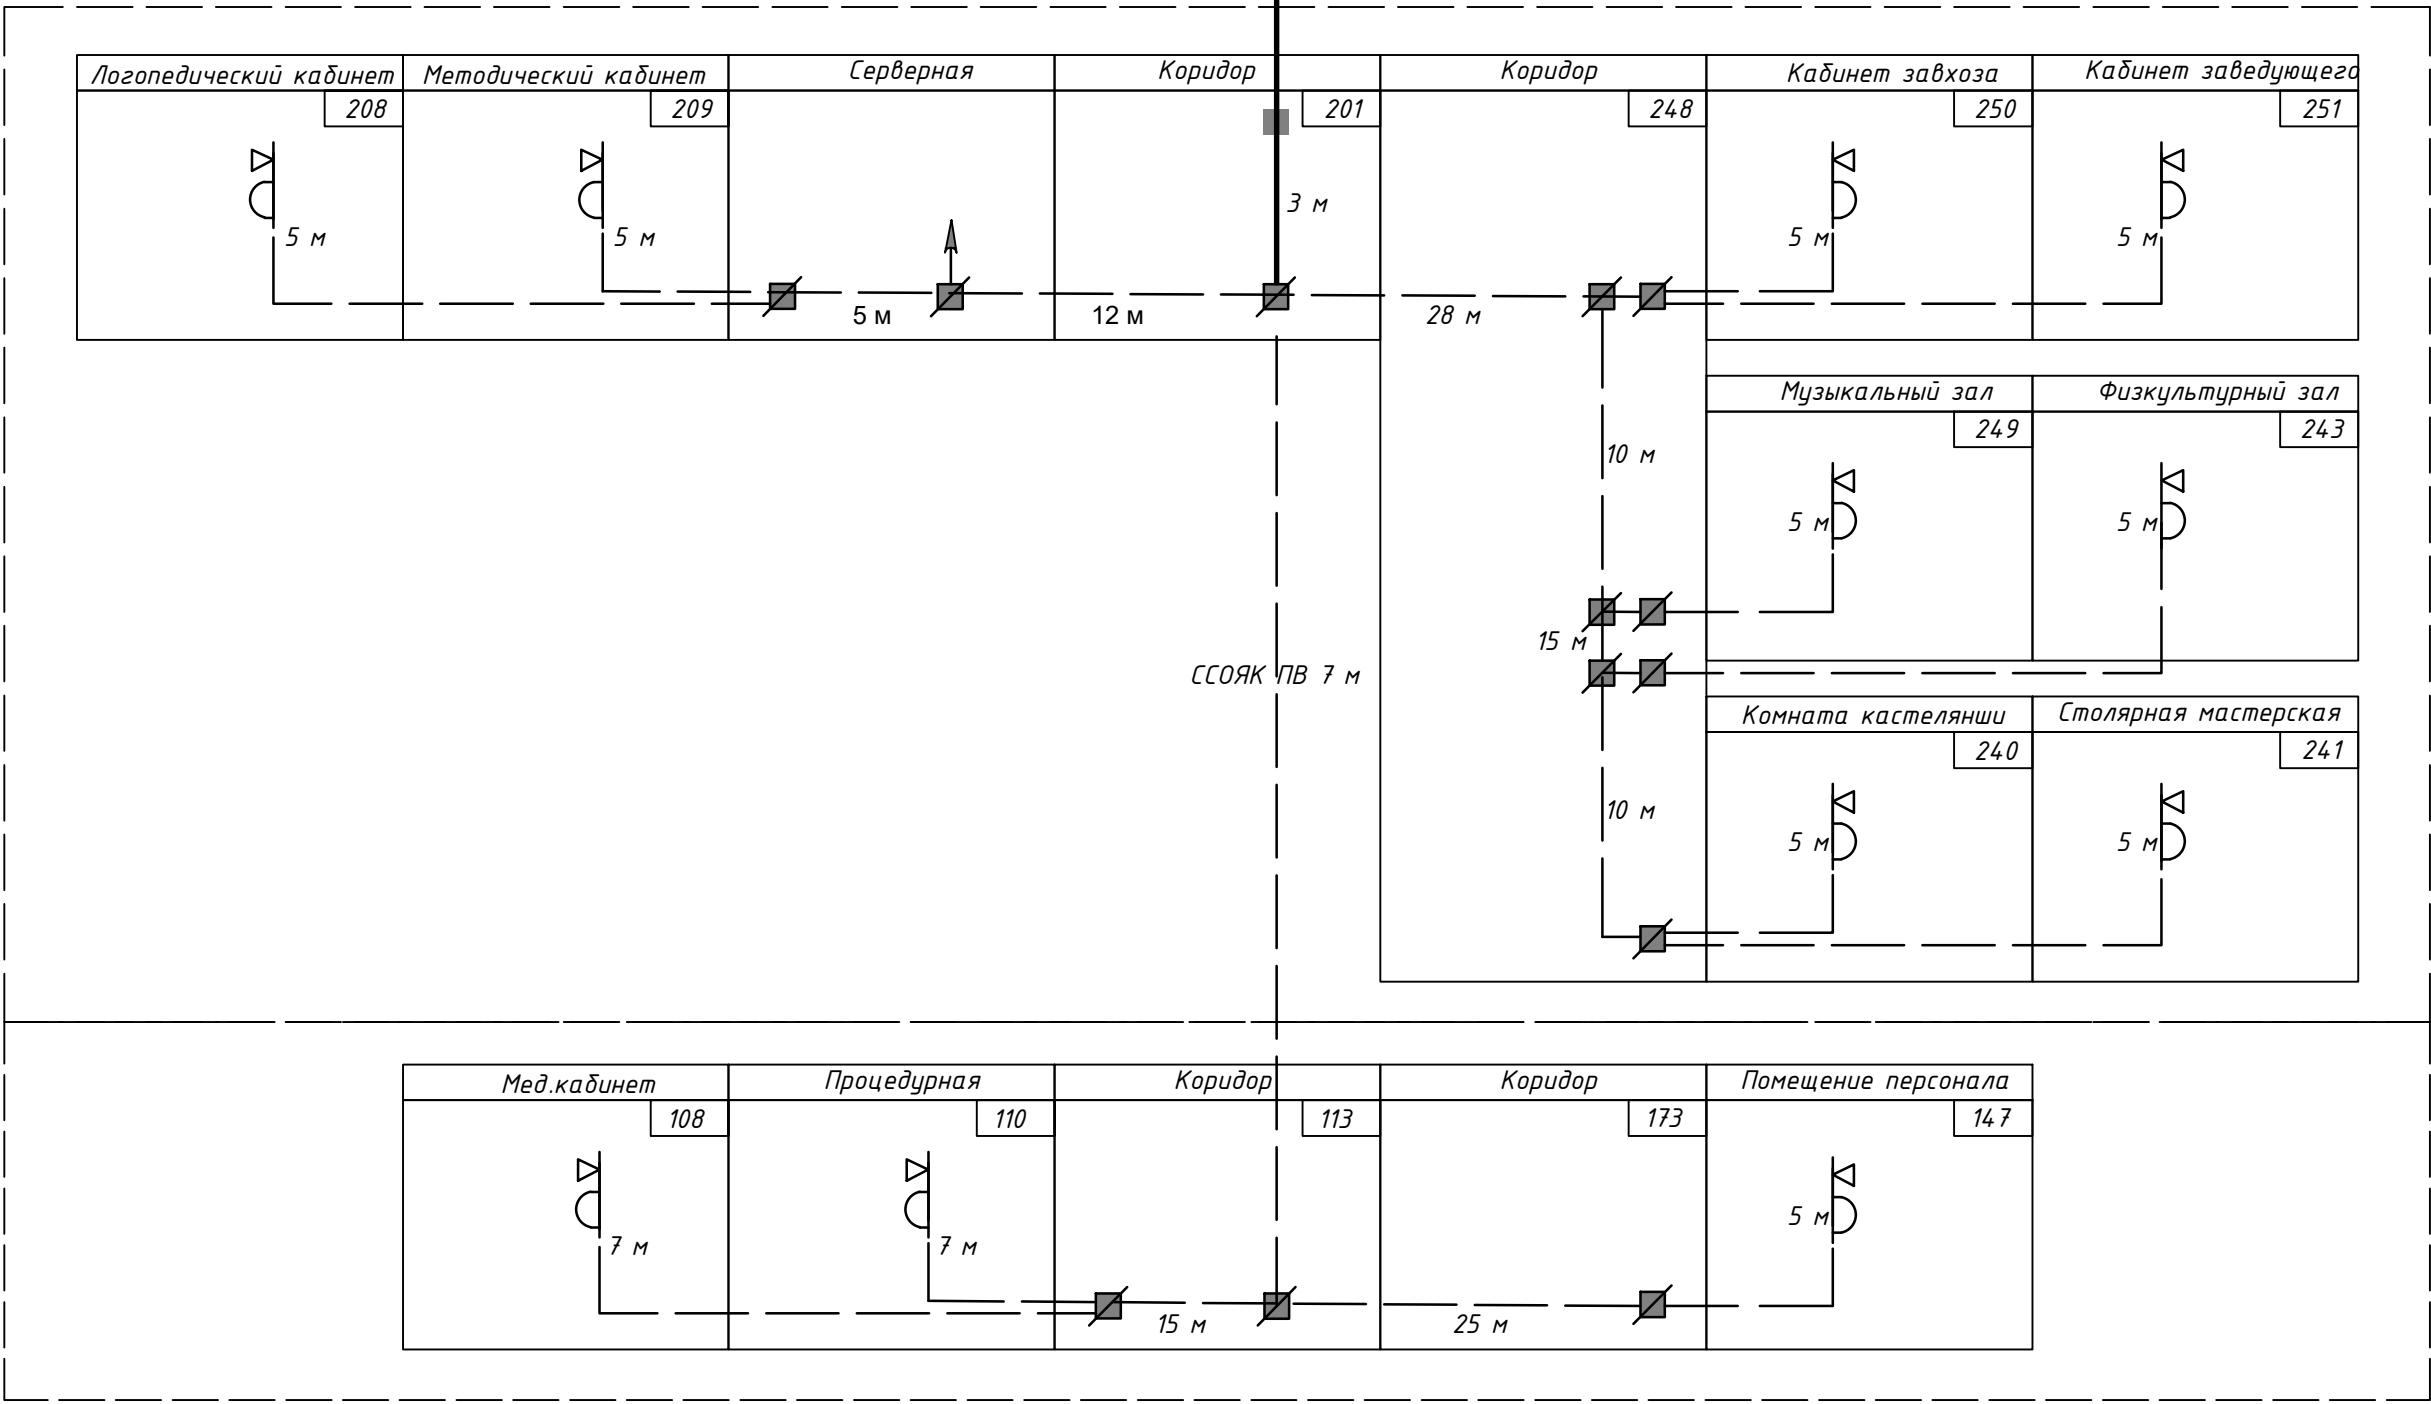 Логопедический кабинет
Методический кабинет
Серверная
Коридор
Коридор
Кабинет завхоза
Кабинет заведующего
208
209
201
248
250
251
3 м
5 м
5 м
5 м
5 м
5 м
12 м
28 м
Музыкальный зал
Физкультурный зал
249
243
10 м
5 м
5 м
15 м
ССОЯК ПВ 7 м
Комната кастелянши
Столярная мастерская
240
241
10 м
5 м
5 м
Мед.кабинет
Процедурная
Коридор
Коридор
Помещение персонала
108
110
113
173
147
7 м
7 м
5 м
15 м
25 м